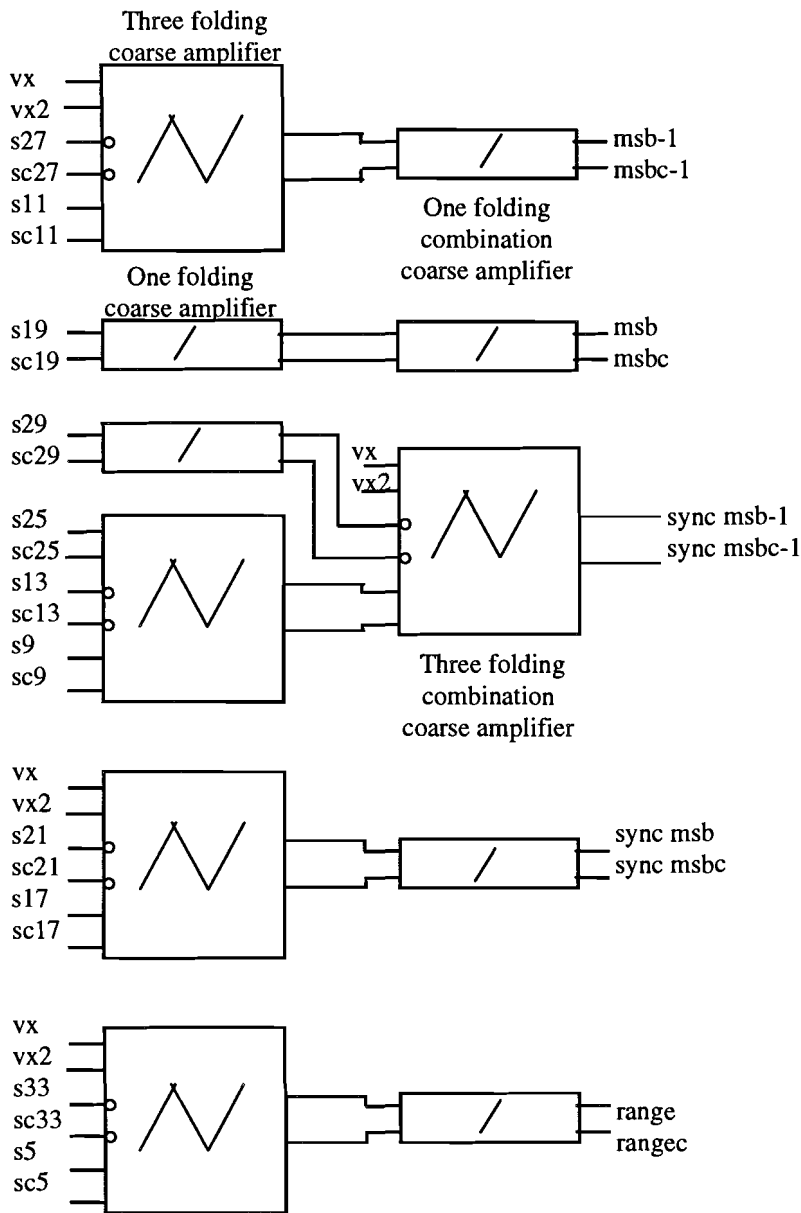 Three folding
coarse amplifier
vx
vx2
s27
sc27
s11
sc11
msb-1
msbc-1
One folding
combination
coarse amplifier
One folding
coarse amplifier
s19
sc19
msb
msbc
s29
sc29
vx
vx2
s25
sc25
s13
sc13
s9
sc9
sync msb-1
sync msbc-1
Three folding
combination
coarse amplifier
vx
vx2
s21
sc21
s17
sc17
sync msb
sync msbc
vx
vx2
s33
sc33
s5
sc5
range
rangec